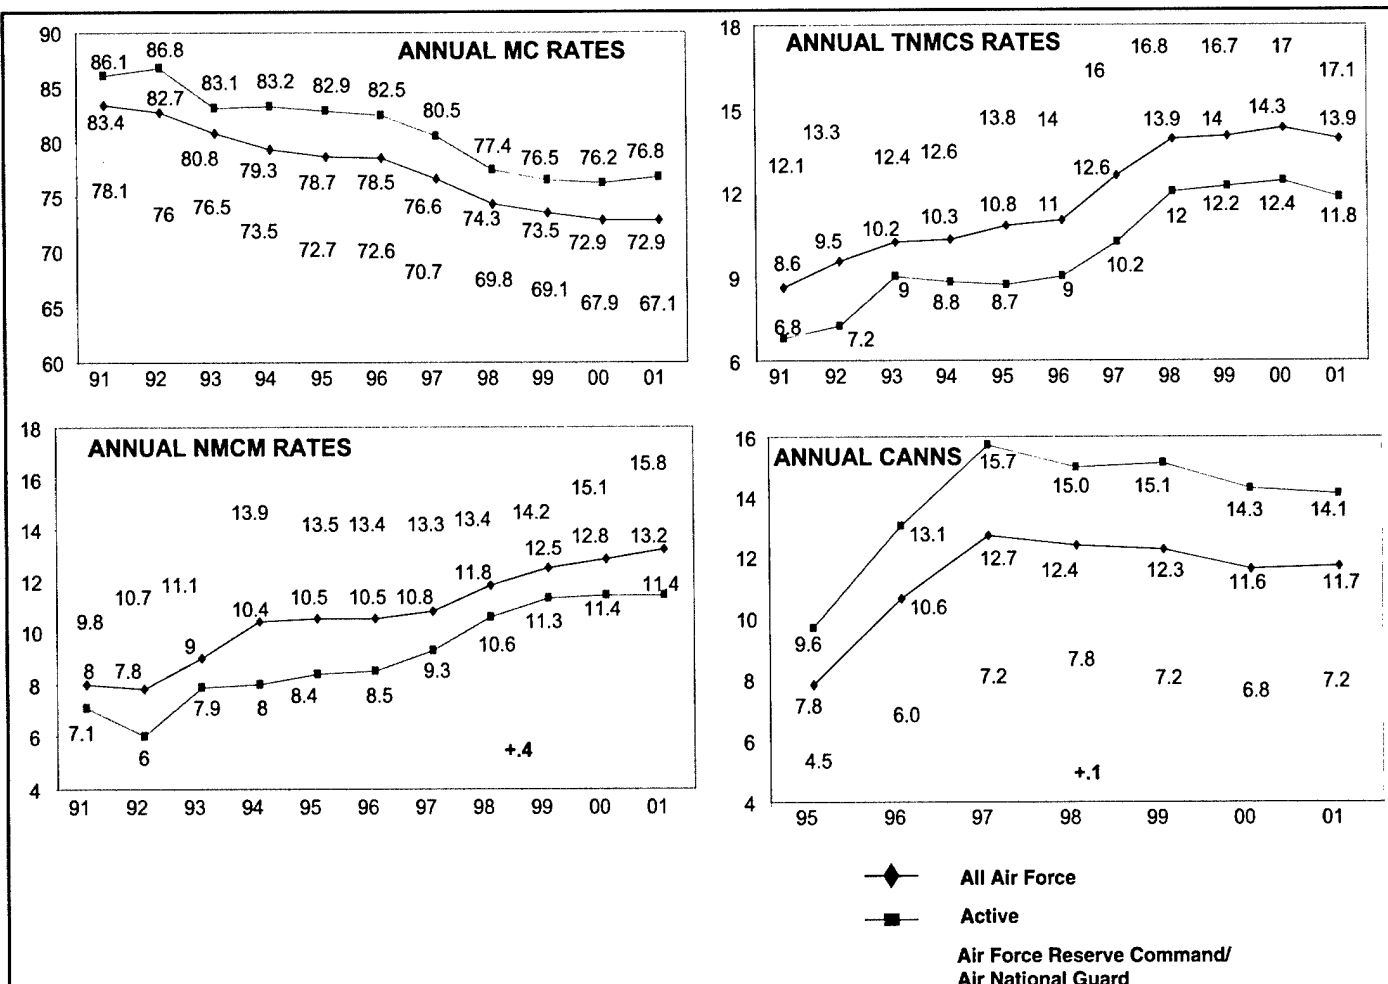 ANNUAL MC RATES
90
85
80
75
70
65
60
86.1 86.8 83.1 83.2 82.9 82.5 80.5 77.4 76.5 76.2 76.8
83.4 82.7 80.8 79.3 78.7 78.5 76.6 74.3 73.5 72.9 72.9
78.1 76 76.5 73.5 72.7 72.6 70.7 69.8 69.1 67.9 67.1
91 92 93 94 95 96 97 98 99 00 01
ANNUAL TNMCS RATES
18
15
12
9
6
12.1 13.3 12.4 12.6 13.8 14 16 16.8 16.7 17 17.1
8.6 9.5 10.2 10.3 10.8 11 12.6 13.9 14 14.3 13.9
6.8 7.2 9 8.8 8.7 9 10.2 12 12.2 12.4 11.8
91 92 93 94 95 96 97 98 99 00 01
ANNUAL NMCM RATES
18
16
14
12
10
8
6
4
9.8 10.7 11.1 13.9 13.5 13.4 13.3 13.4 14.2 15.1 15.8
8 7.8 9 10.4 10.5 10.5 10.8 11.8 12.5 12.8 13.2
7.1 6 7.9 8 8.4 8.5 9.3 10.6 11.3 11.4 11.4
+.4
91 92 93 94 95 96 97 98 99 00 01
ANNUAL CANNS
16
14
12
10
8
6
4
9.6 13.1 15.7 15.0 15.1 14.3 14.1
7.8 10.6 12.7 12.4 12.3 11.6 11.7
4.5 6.0 7.2 7.8 7.2 6.8 7.2
+.1
95 96 97 98 99 00 01
All Air Force
Active
Air Force Reserve Command/
Air National Guard